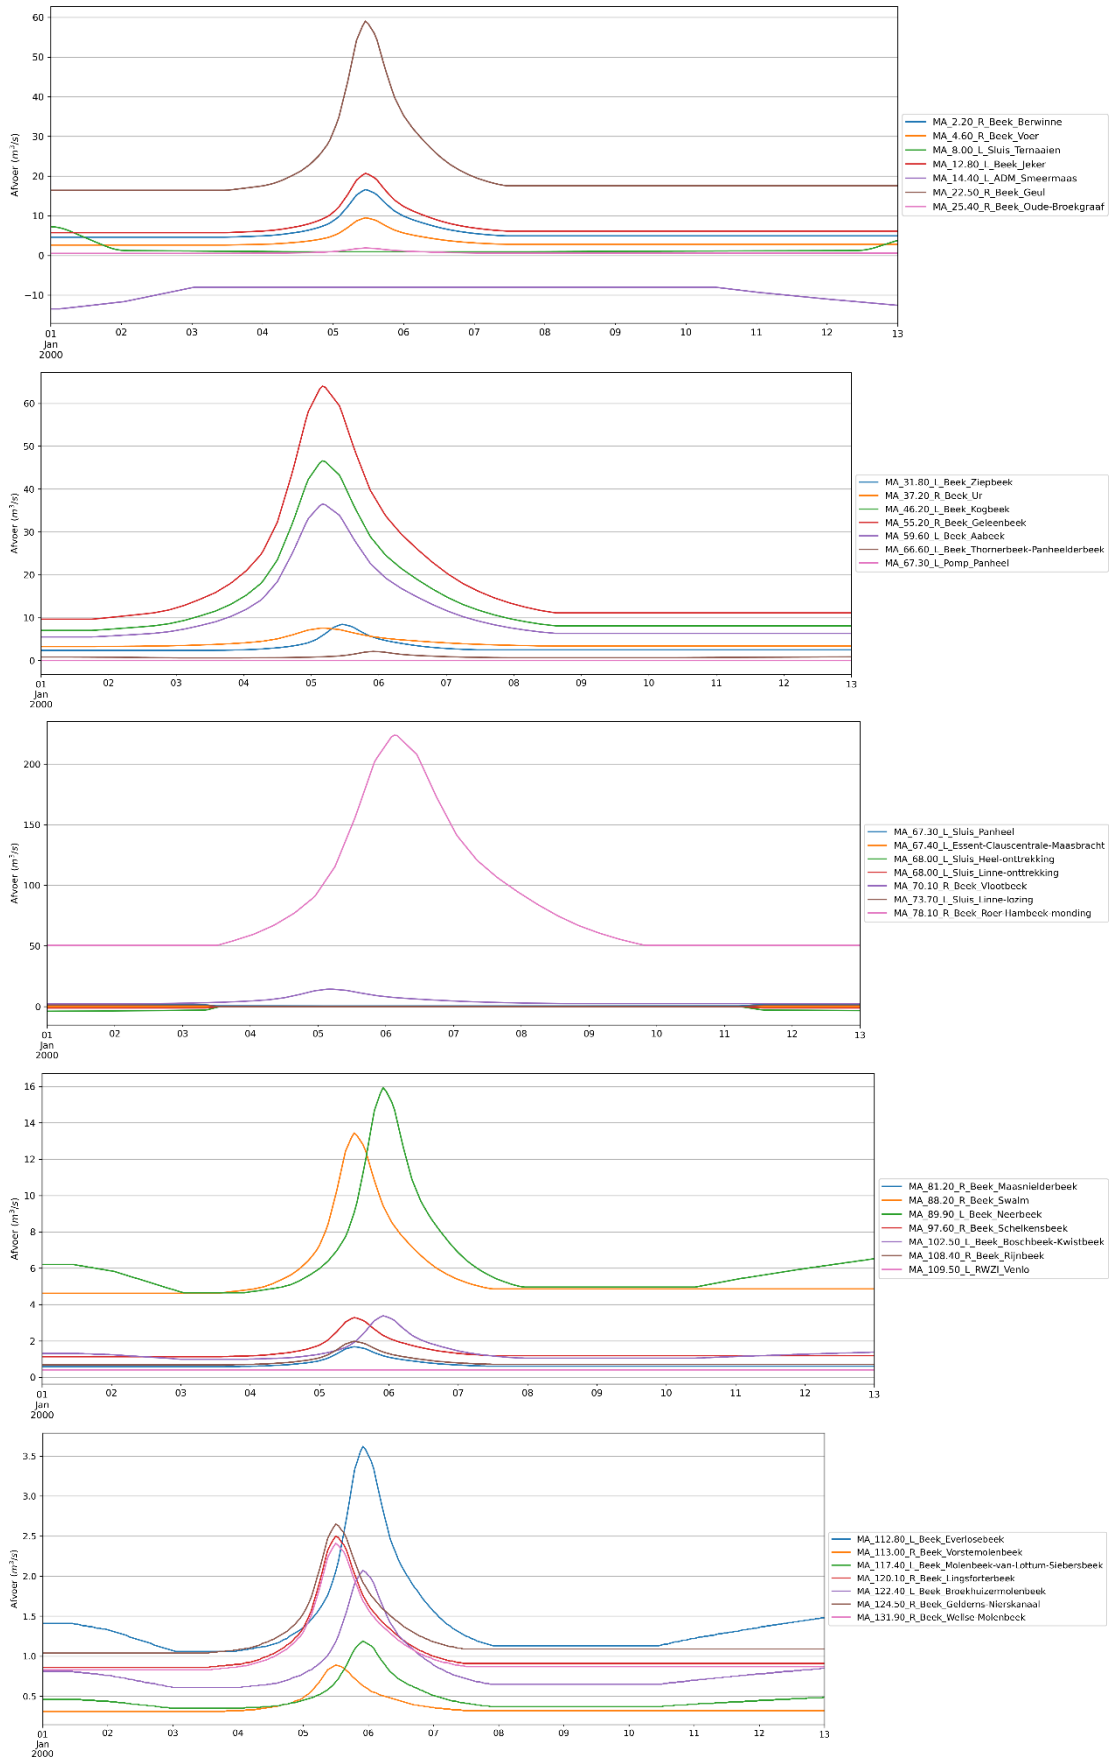 60
50
40
30
20
10
0
−10
Afvoer (m³/s)
01 02 03 04 05 06 07 08 09 10 11 12 13
Jan
2000
MA_2.20_R_Beek_Berwinne
MA_4.60_R_Beek_Voer
MA_8.00_L_Sluis_Ternaaien
MA_12.80_L_Beek_Jeker
MA_14.40_L_ADM_Smeermaas
MA_22.50_R_Beek_Geul
MA_25.40_R_Beek_Oude-Broekgraaf
60
50
40
30
20
10
0
Afvoer (m³/s)
01 02 03 04 05 06 07 08 09 10 11 12 13
Jan
2000
MA_31.80_L_Beek_Ziepbeek
MA_37.20_R_Beek_Ur
MA_46.20_L_Beek_Kogbeek
MA_55.20_R_Beek_Geleenbeek
MA_59.60_L_Beek_Aabeek
MA_66.60_L_Beek_Thornerbeek-Panheelderbeek
MA_67.30_L_Pomp_Panheel
200
150
100
50
0
Afvoer (m³/s)
01 02 03 04 05 06 07 08 09 10 11 12 13
Jan
2000
MA_67.30_L_Sluis_Panheel
MA_67.40_L_Essent-Clauscentrale-Maasbracht
MA_68.00_L_Sluis_Heel-onttrekking
MA_68.00_L_Sluis_Linne-onttrekking
MA_70.10_R_Beek_Vlootbeek
MA_73.70_L_Sluis_Linne-lozing
MA_78.10_R_Beek_Roer-Hambeek-monding
16
14
12
10
8
6
4
2
0
Afvoer (m³/s)
01 02 03 04 05 06 07 08 09 10 11 12 13
Jan
2000
MA_81.20_R_Beek_Maasnielderbeek
MA_88.20_R_Beek_Swalm
MA_89.90_L_Beek_Neerbeek
MA_97.60_R_Beek_Schelkensbeek
MA_102.50_L_Beek_Boschbeek-Kwistbeek
MA_108.40_R_Beek_Rijnbeek
MA_109.50_L_RWZI_Venlo
3.5
3.0
2.5
2.0
1.5
1.0
0.5
Afvoer (m³/s)
01 02 03 04 05 06 07 08 09 10 11 12 13
Jan
2000
MA_112.80_L_Beek_Everlosebeek
MA_113.00_R_Beek_Vorstemolenbeek
MA_117.40_L_Beek_Molenbeek-van-Lottum-Siebersbeek
MA_120.10_R_Beek_Lingsforterbeek
MA_122.40_L_Beek_Broekhuizermolenbeek
MA_124.50_R_Beek_Gelderns-Nierskanaal
MA_131.90_R_Beek_Wellse-Molenbeek